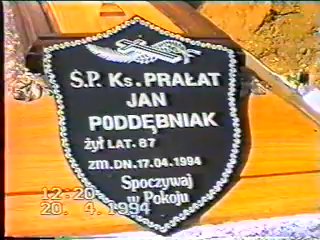 Ś.P. Ks. PRAŁAT
JAN
PODDĘBNIAK
żył LAT. 87
zm. DN. 17.04.1994
Spoczywaj
w Pokoju
12-20
20. 4.1994